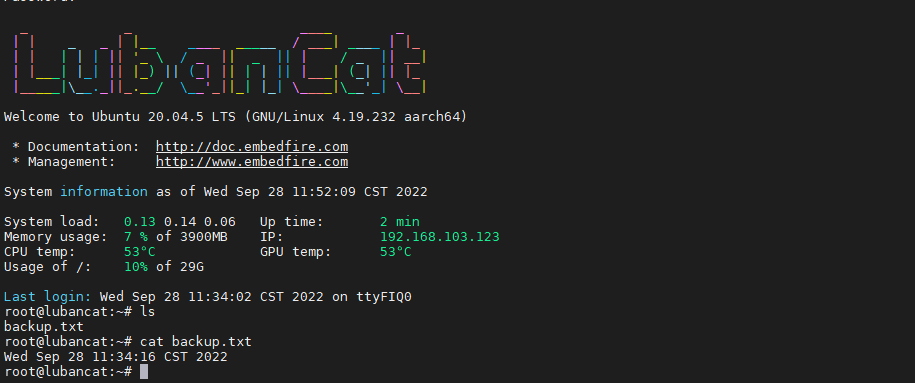 LubanCat
Welcome to Ubuntu 20.04.5 LTS (GNU/Linux 4.19.232 aarch64)
* Documentation: http://doc.embedfire.com
* Management: http://www.embedfire.com
System information as of Wed Sep 28 11:52:09 CST 2022
System load: 0.13 0.14 0.06 Up time: 2 min
Memory usage: 7 % of 3900MB IP: 192.168.103.123
CPU temp: 53°C GPU temp: 53°C
Usage of /: 10% of 29G
Last login: Wed Sep 28 11:34:02 CST 2022 on ttyFIQ0
root@lubancat:~# ls
backup.txt
root@lubancat:~# cat backup.txt
Wed Sep 28 11:34:16 CST 2022
root@lubancat:~#